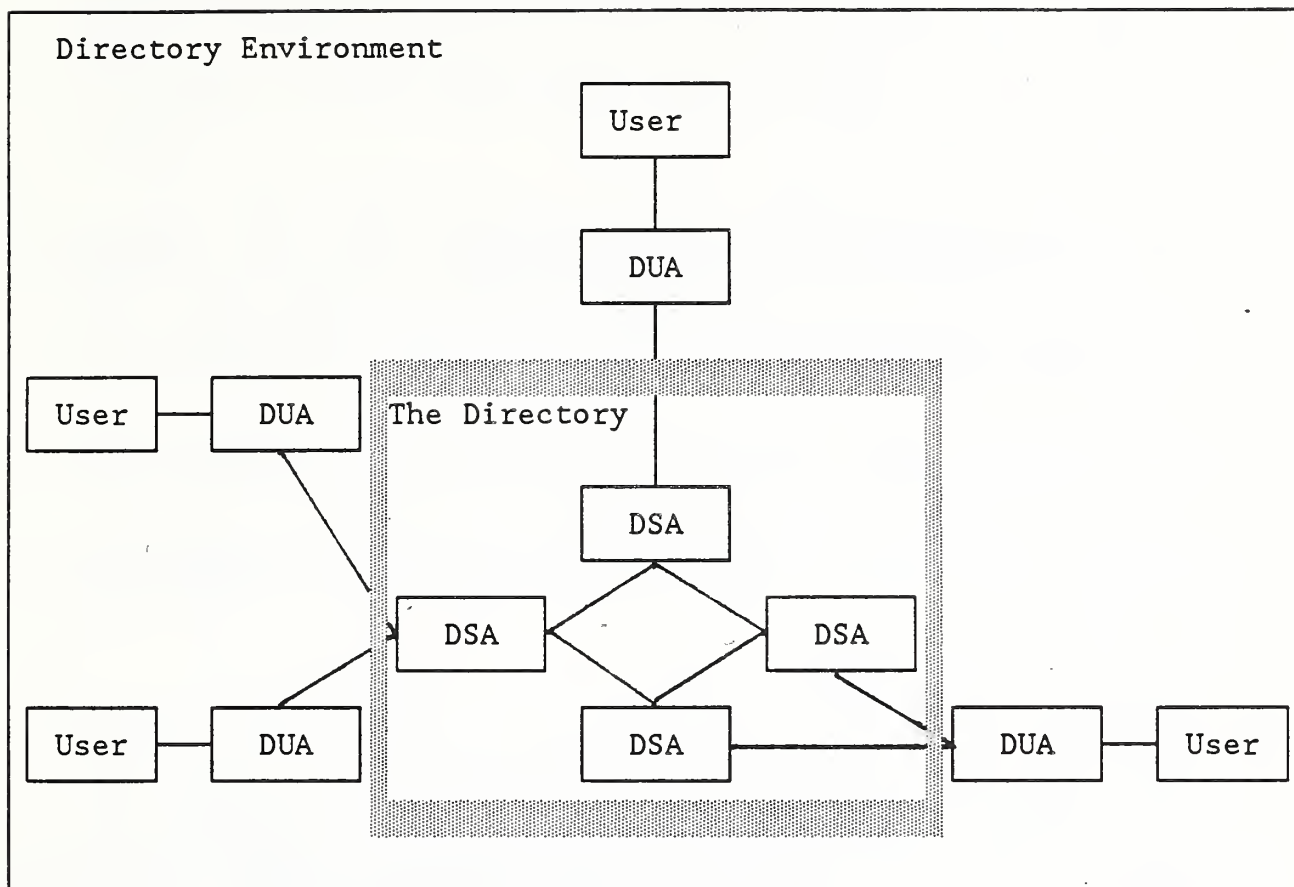 Directory Environment
User
DUA
User
DUA
The Directory
DSA
DSA
DSA
User
DUA
DSA
DUA
User